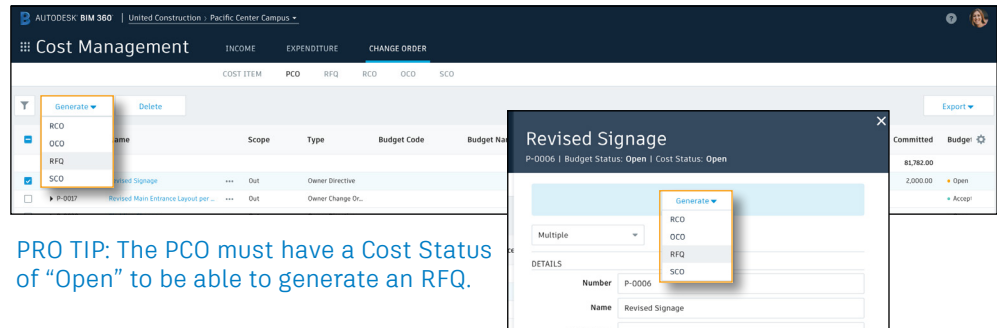 AUTODESK® BIM 360™ | United Construction > Pacific Center Campus
Cost Management INCOME EXPENDITURE CHANGE ORDER
COST ITEM PCO RFQ RCO OCO SCO
Generate Delete Export
RCO
OCO
RFQ
SCO
Name Scope Type Budget Code Budget Committed
81,782.00
Revised Signage ••• Out Owner Directive 2,000.00 Open
P-0017 Revised Main Entrance Layout per ... ••• Out Owner Change Or...
Revised Signage
P-0006 | Budget Status: Open | Cost Status: Open
Generate
RCO
OCO
RFQ
SCO
Multiple
DETAILS
Number P-0006
Name Revised Signage
PRO TIP: The PCO must have a Cost Status
of “Open” to be able to generate an RFQ.